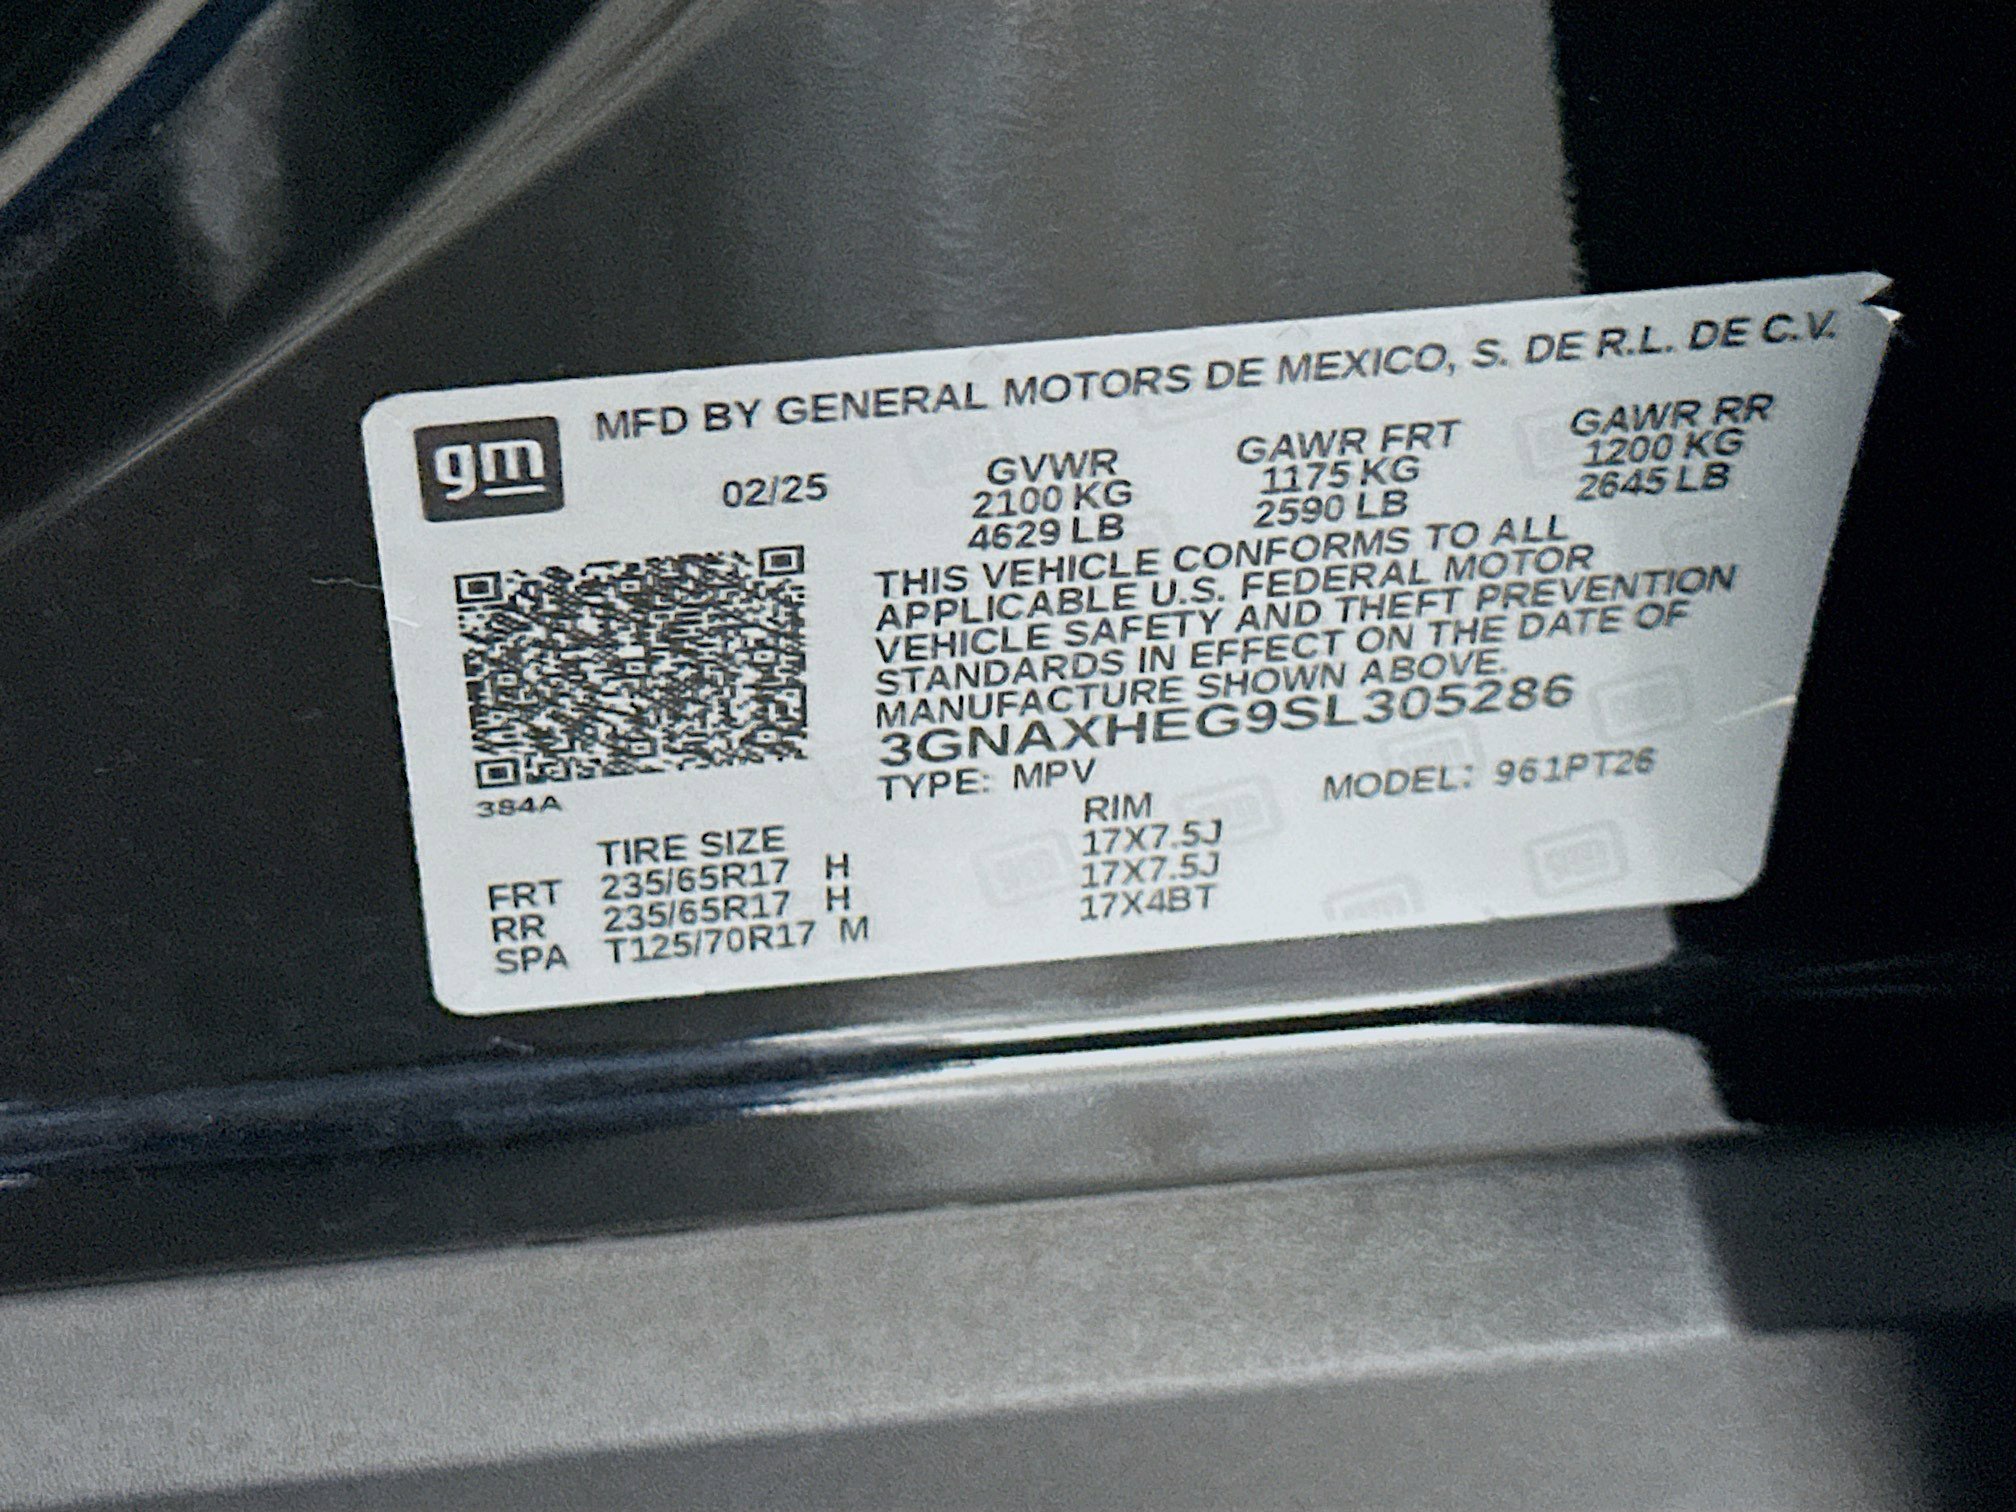 gm
MFD BY GENERAL MOTORS DE MEXICO, S. DE R.L. DE C.V.
02/25
GVWR
2100 KG
4629 LB
GAWR FRT
1175 KG
2590 LB
GAWR RR
1200 KG
2645 LB
THIS VEHICLE CONFORMS TO ALL
APPLICABLE U.S. FEDERAL MOTOR
VEHICLE SAFETY AND THEFT PREVENTION
STANDARDS IN EFFECT ON THE DATE OF
MANUFACTURE SHOWN ABOVE.
3GNAXHEG9SL305286
TYPE: MPV
MODEL: 961PT26
384A
TIRE SIZE RIM
FRT 235/65R17 H 17X7.5J
RR 235/65R17 H 17X7.5J
SPA T125/70R17 M 17X4BT